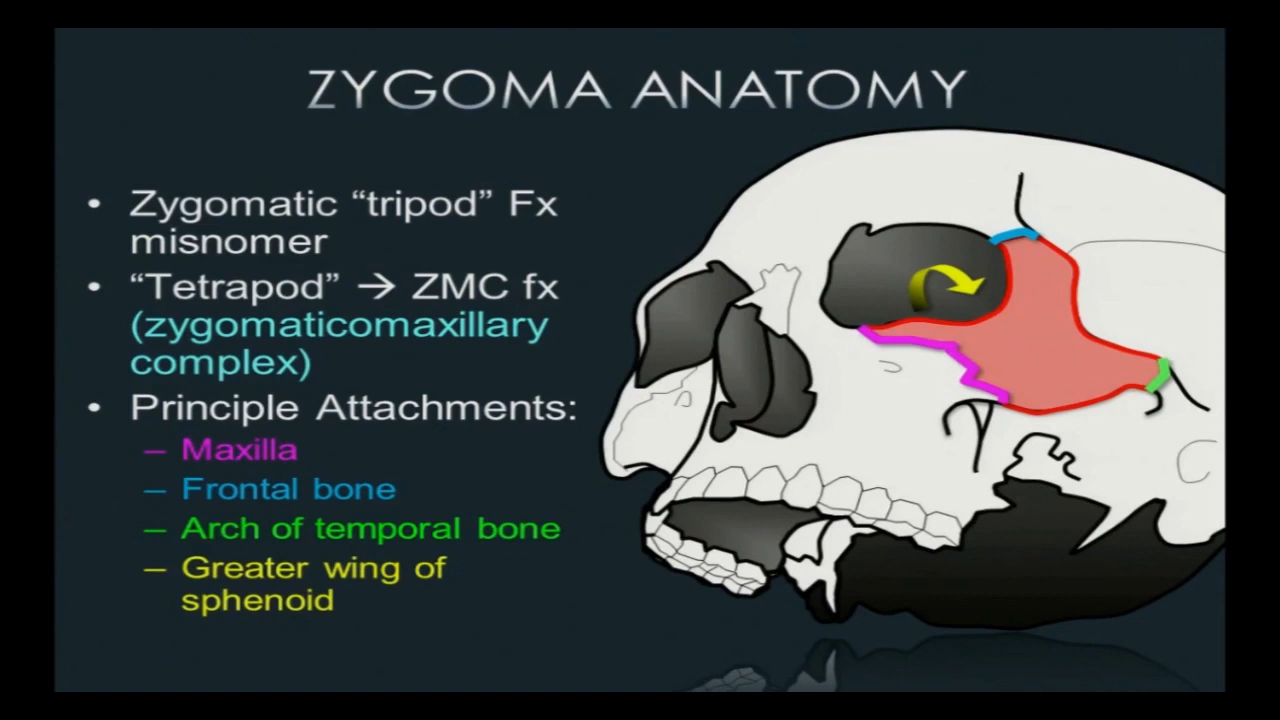 ZYGOMA ANATOMY
• Zygomatic “tripod” Fx
misnomer
• “Tetrapod” → ZMC fx
(zygomaticomaxillary
complex)
• Principle Attachments:
– Maxilla
– Frontal bone
– Arch of temporal bone
– Greater wing of
sphenoid